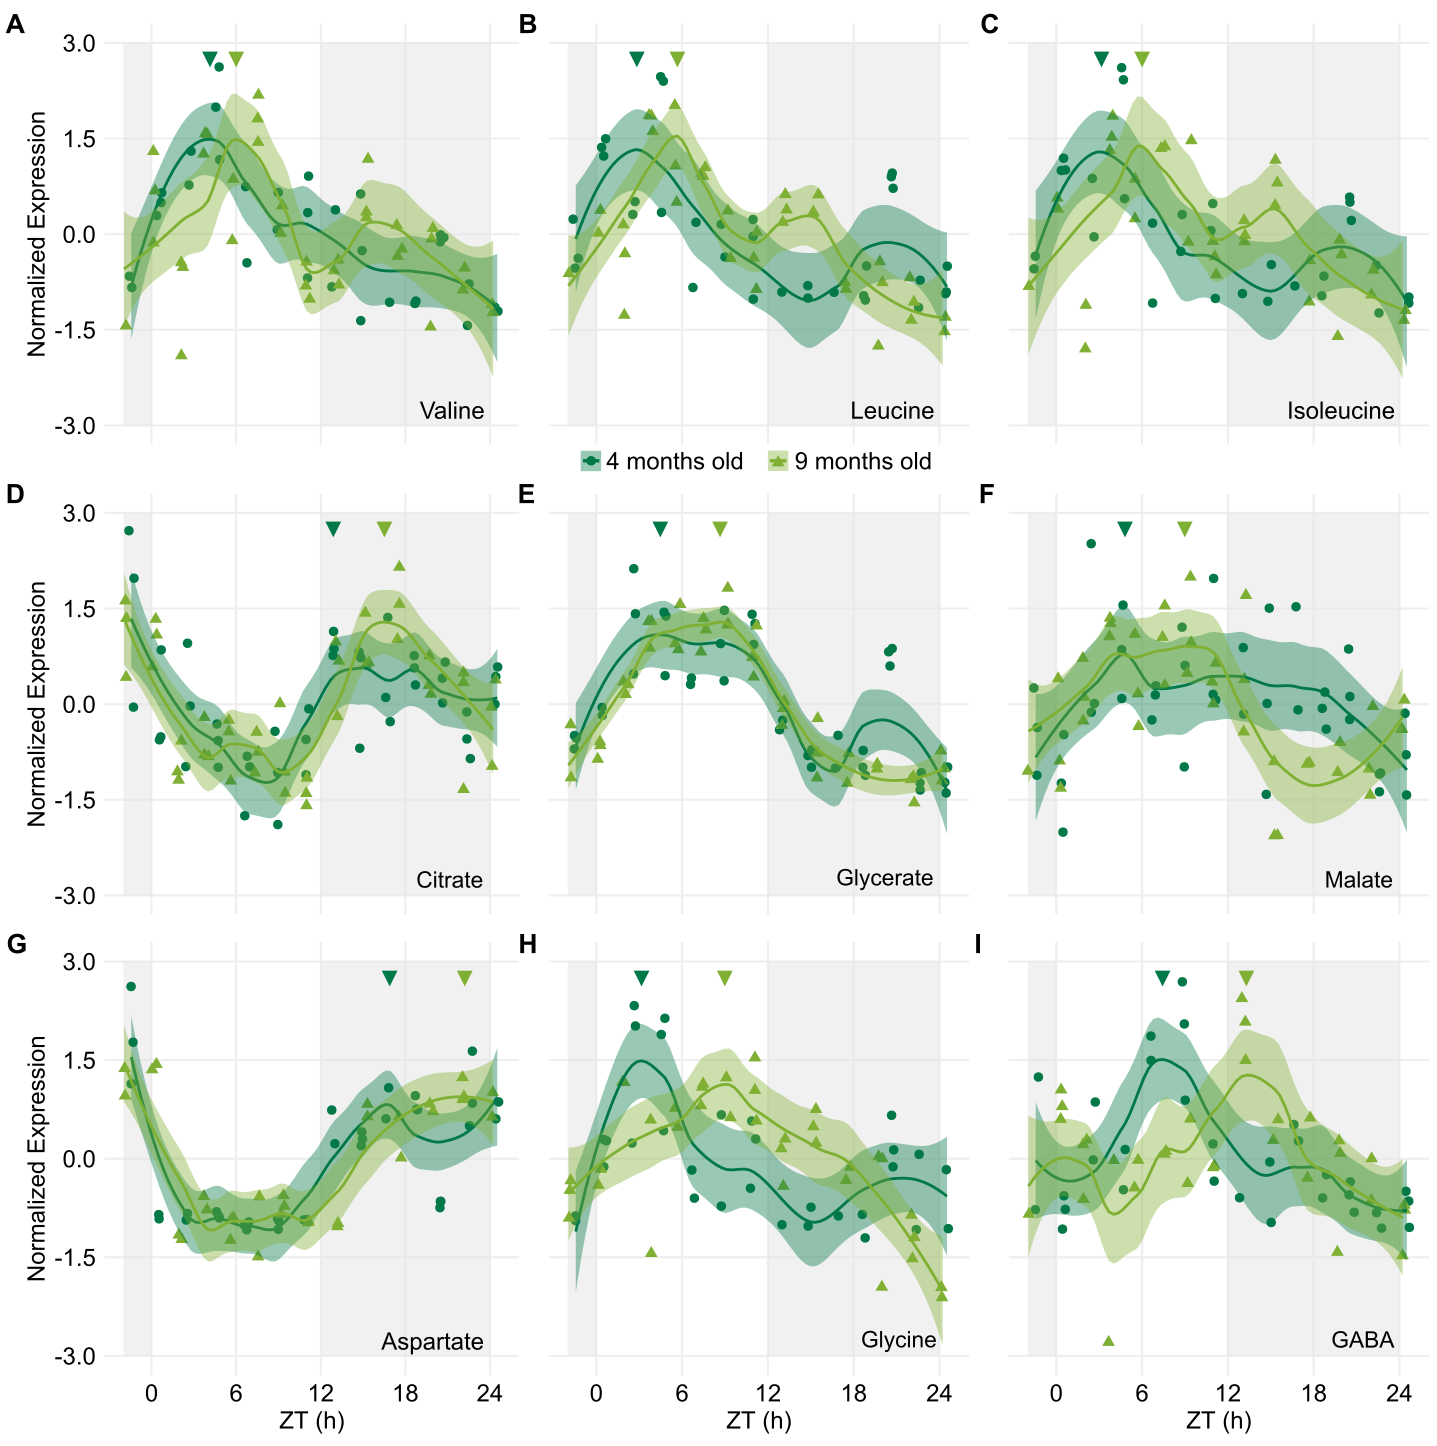 A
B
C
3.0
1.5
0.0
-1.5
-3.0
Normalized Expression
Valine
Leucine
Isoleucine
4 months old
9 months old
D
E
F
3.0
1.5
0.0
-1.5
-3.0
Normalized Expression
Citrate
Glycerate
Malate
G
H
I
3.0
1.5
0.0
-1.5
-3.0
Normalized Expression
Aspartate
Glycine
GABA
0 6 12 18 24
0 6 12 18 24
0 6 12 18 24
ZT (h)
ZT (h)
ZT (h)